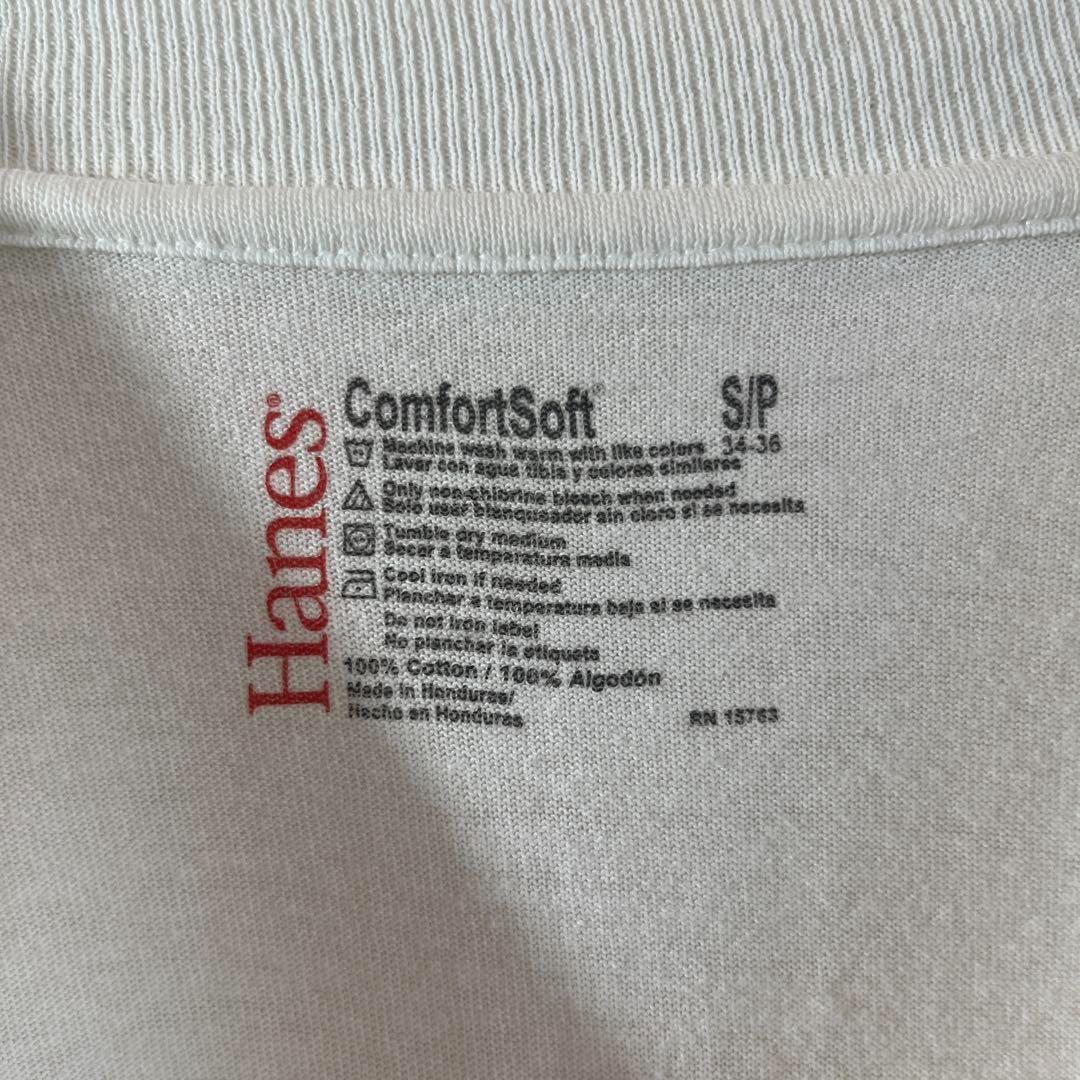 Hanes®
ComfortSoft® S/P
34-36
Machine wash warm with like colors
Lavar con agua tibia y colores similares
Only non-chlorine bleach when needed
Solo usar blanqueador sin cloro si se necesita
Tumble dry medium
Secar a temperatura media
Cool iron if needed
Planchar a temperatura baja si se necesita
Do not iron label
No planchar la etiqueta
100% Cotton / 100% Algodón
Made in Honduras/
Hecho en Honduras RN 15763